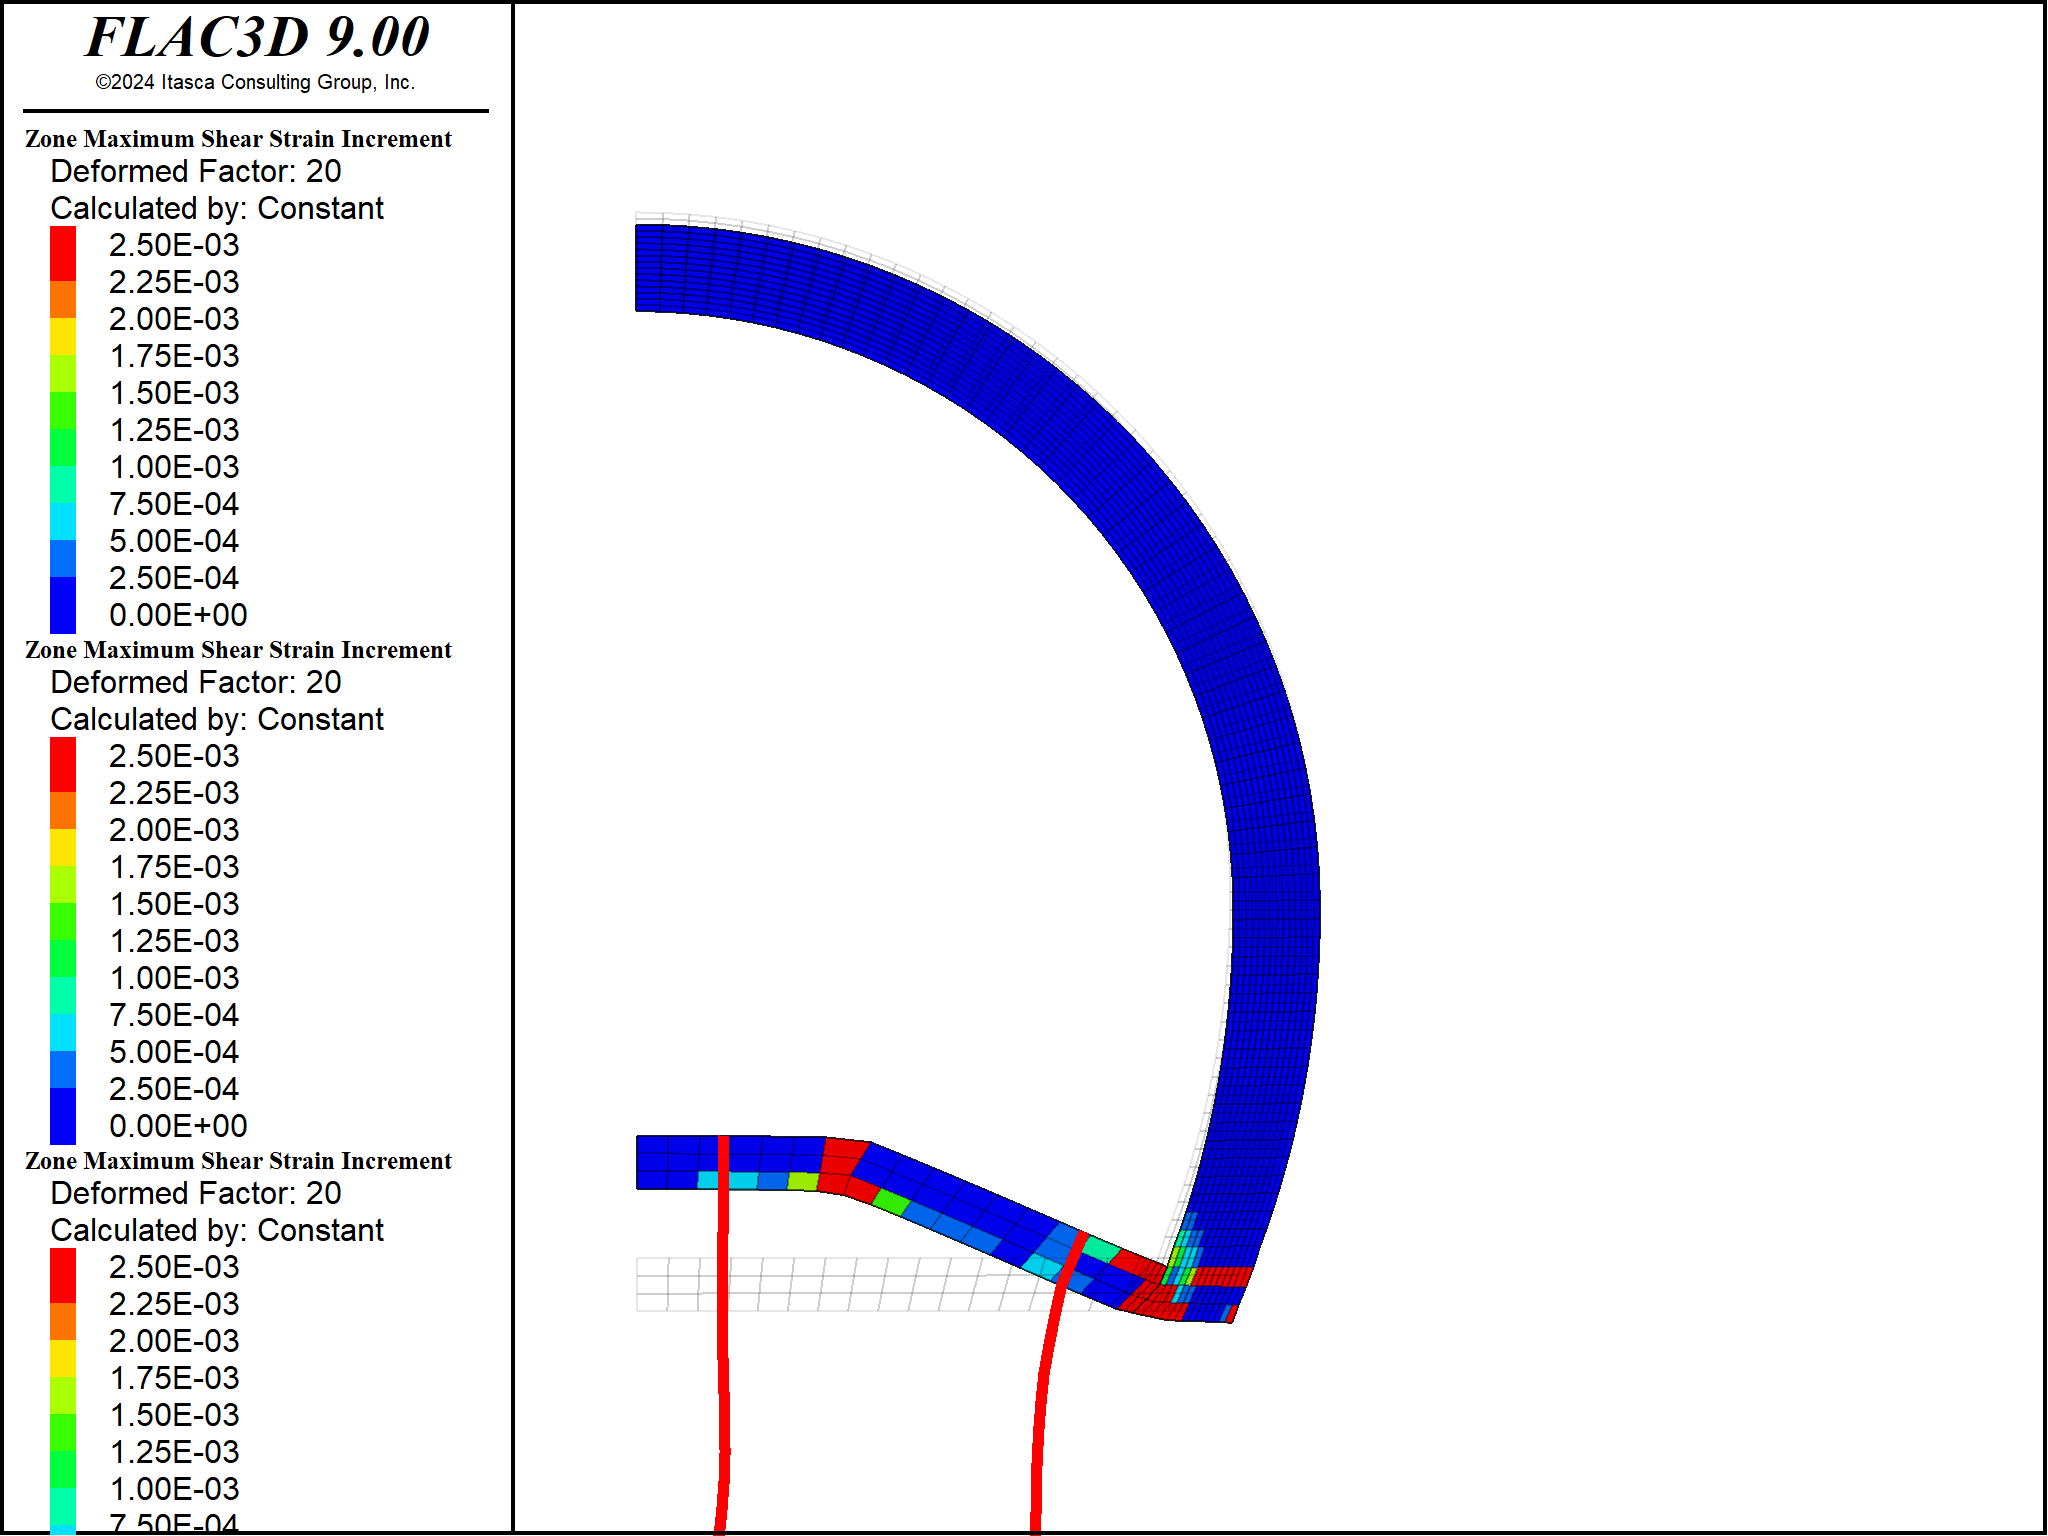 FLAC3D 9.00
©2024 Itasca Consulting Group, Inc.
Zone Maximum Shear Strain Increment
Deformed Factor: 20
Calculated by: Constant
2.50E-03
2.25E-03
2.00E-03
1.75E-03
1.50E-03
1.25E-03
1.00E-03
7.50E-04
5.00E-04
2.50E-04
0.00E+00
Zone Maximum Shear Strain Increment
Deformed Factor: 20
Calculated by: Constant
2.50E-03
2.25E-03
2.00E-03
1.75E-03
1.50E-03
1.25E-03
1.00E-03
7.50E-04
5.00E-04
2.50E-04
0.00E+00
Zone Maximum Shear Strain Increment
Deformed Factor: 20
Calculated by: Constant
2.50E-03
2.25E-03
2.00E-03
1.75E-03
1.50E-03
1.25E-03
1.00E-03
7.50E-04